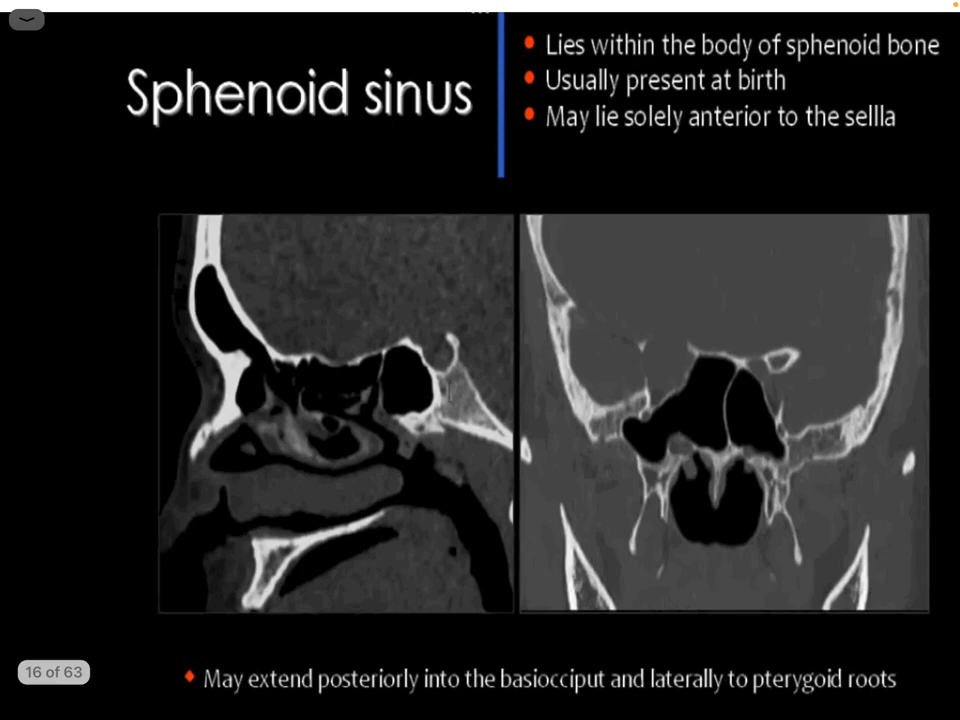 Sphenoid sinus
Lies within the body of sphenoid bone
Usually present at birth
May lie solely anterior to the sellla
16 of 63
May extend posteriorly into the basiocciput and laterally to pterygoid roots